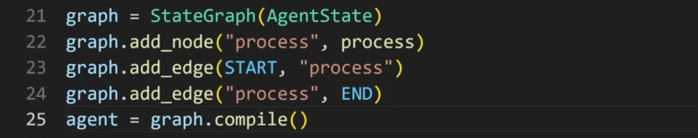 21 graph = StateGraph(AgentState)
22 graph.add_node("process", process)
23 graph.add_edge(START, "process")
24 graph.add_edge("process", END)
25 agent = graph.compile()